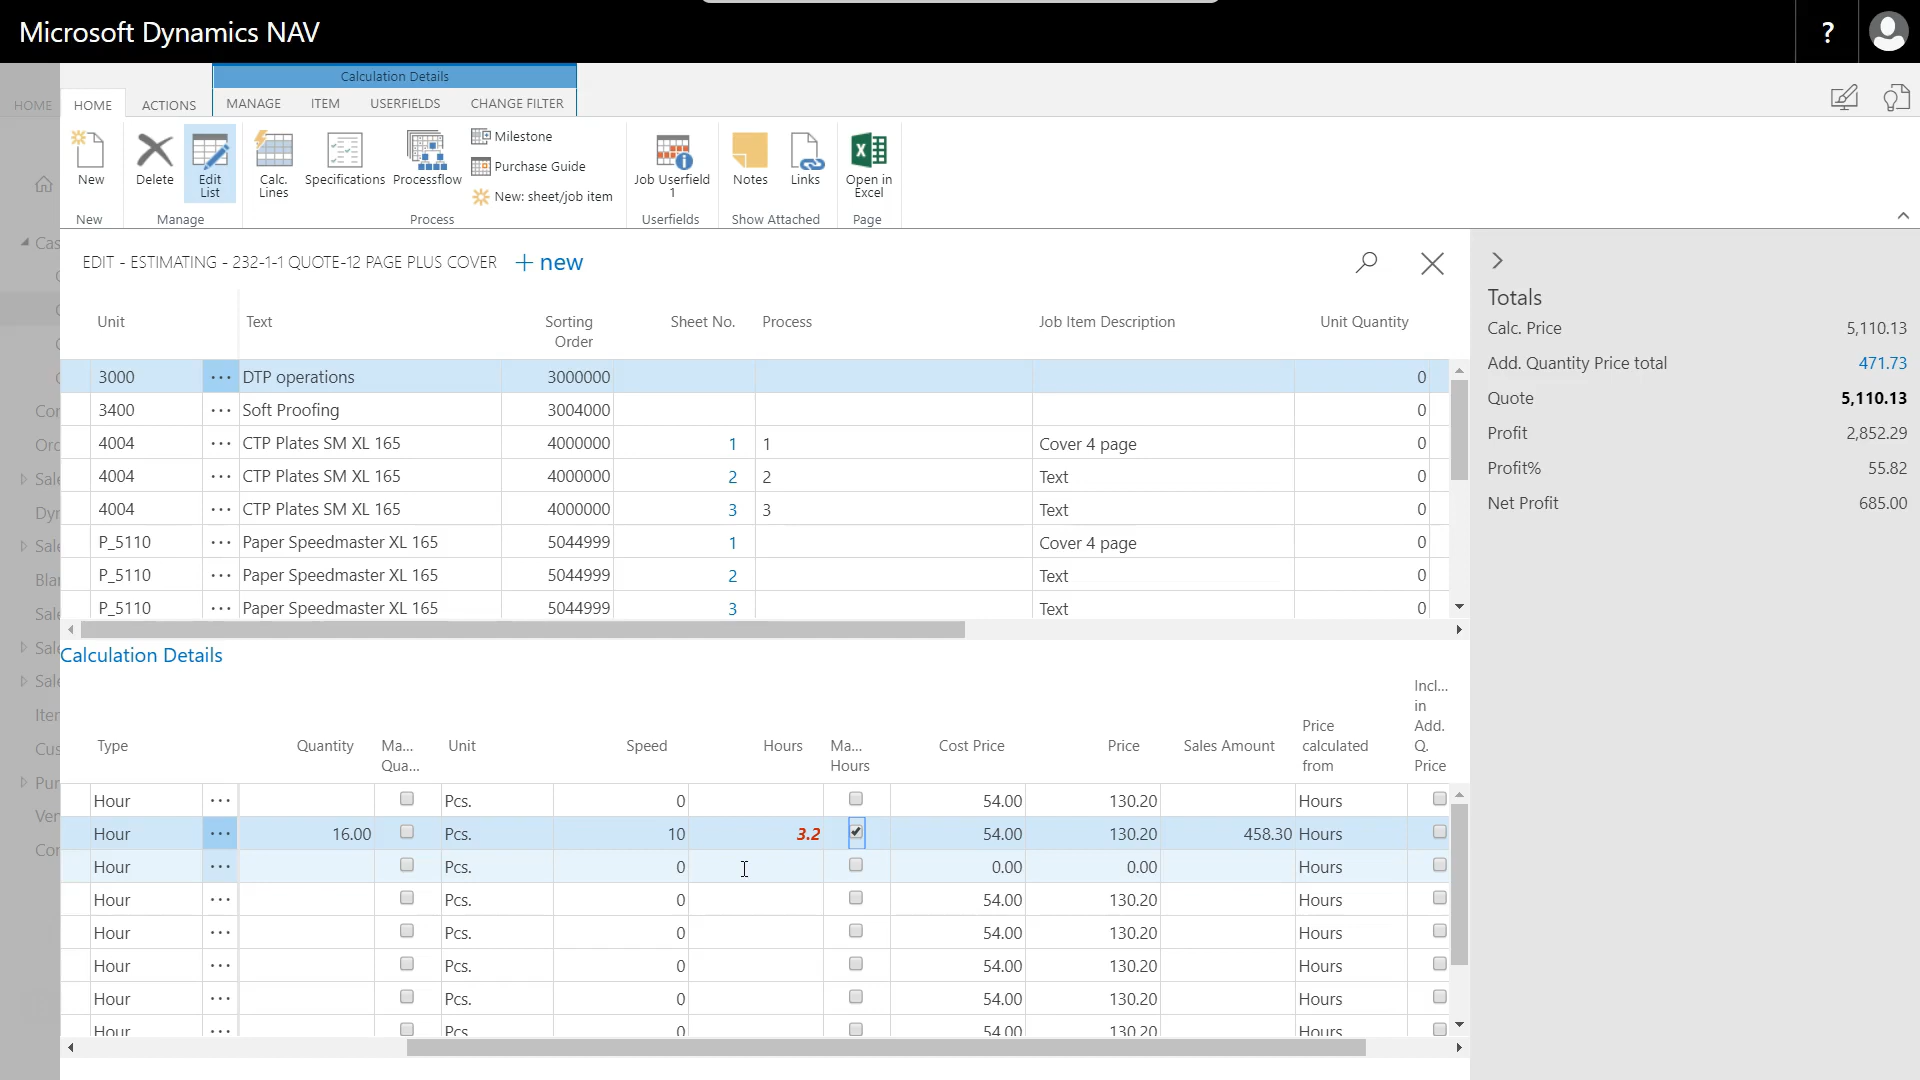 Microsoft Dynamics NAV
?
Calculation Details
HOME
HOME
ACTIONS
MANAGE
ITEM
USERFIELDS
CHANGE FILTER
New
Delete
Edit
List
Calc.
Lines
Specifications
Processflow
Milestone
Purchase Guide
New: sheet/job item
Job Userfield
1
Notes
Links
Open in
Excel
New
Manage
Process
Userfields
Show Attached
Page
EDIT - ESTIMATING - 232-1-1 QUOTE-12 PAGE PLUS COVER + new
Unit Text Sorting Order Sheet No. Process Job Item Description Unit Quantity
3000 ··· DTP operations 3000000 0
3400 ··· Soft Proofing 3004000 0
4004 ··· CTP Plates SM XL 165 4000000 1 1 Cover 4 page 0
4004 ··· CTP Plates SM XL 165 4000000 2 2 Text 0
4004 ··· CTP Plates SM XL 165 4000000 3 3 Text 0
P_5110 ··· Paper Speedmaster XL 165 5044999 1 Cover 4 page 0
P_5110 ··· Paper Speedmaster XL 165 5044999 2 Text 0
P_5110 ··· Paper Speedmaster XL 165 5044999 3 Text 0
Calculation Details
Type Quantity Ma... Qua... Unit Speed Hours Ma... Hours Cost Price Price Sales Amount Price calculated from Incl... in Add. Q. Price
Hour ··· Pcs. 0 54.00 130.20 Hours
Hour ··· 16.00 Pcs. 10 3.2 54.00 130.20 458.30 Hours
Hour ··· Pcs. 0 0.00 0.00 Hours
Hour ··· Pcs. 0 54.00 130.20 Hours
Hour ··· Pcs. 0 54.00 130.20 Hours
Hour ··· Pcs. 0 54.00 130.20 Hours
Hour ··· Pcs. 0 54.00 130.20 Hours
Hour ··· Pcs. 0 54.00 130.20 Hours
Totals
Calc. Price 5,110.13
Add. Quantity Price total 471.73
Quote 5,110.13
Profit 2,852.29
Profit% 55.82
Net Profit 685.00